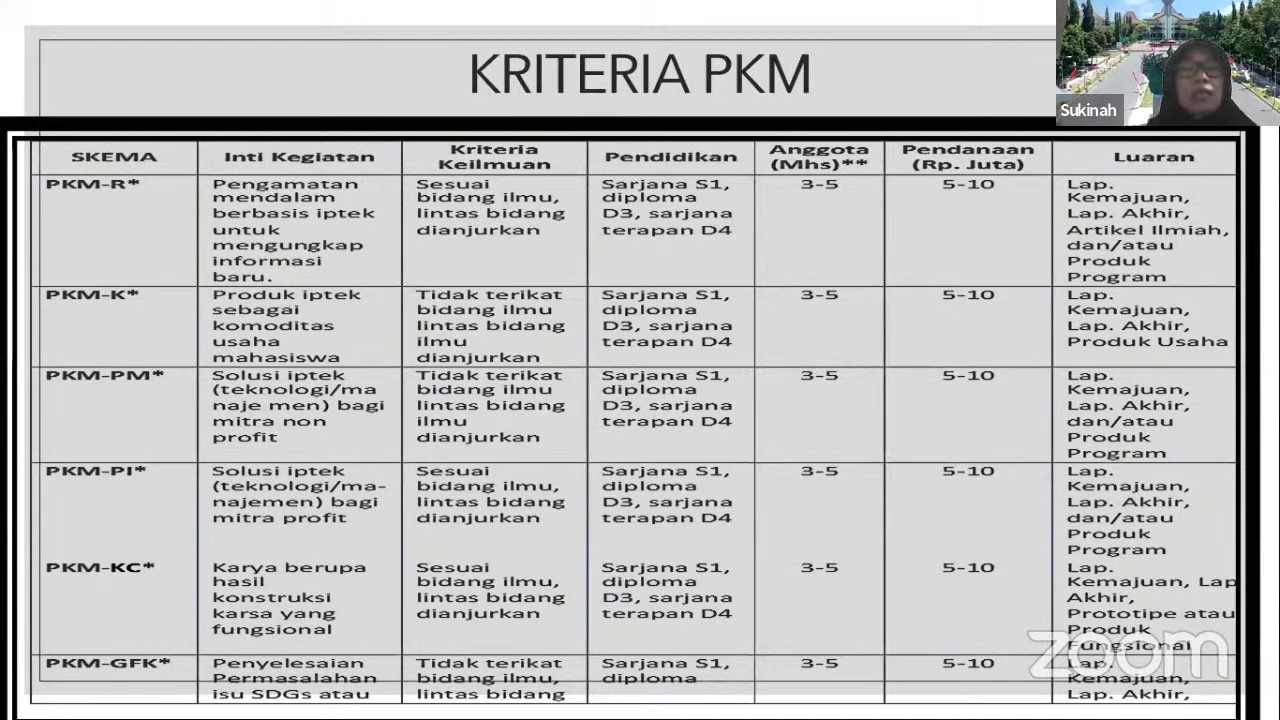 KRITERIA PKM
Sukinah
SKEMA
Inti Kegiatan
Kriteria
Keilmuan
Pendidikan
Anggota
(Mhs)**
Pendanaan
(Rp. Juta)
Luaran
PKM-R*
Pengamatan
mendalam
berbasis iptek
untuk
mengungkap
informasi
baru.
Sesuai
bidang ilmu,
lintas bidang
dianjurkan
Sarjana S1,
diploma
D3, sarjana
terapan D4
3-5
5-10
Lap.
Kemajuan,
Lap. Akhir,
Artikel Ilmiah,
dan/atau
Produk
Program
PKM-K*
Produk iptek
sebagai
komoditas
usaha
mahasiswa
Tidak terikat
bidang ilmu
lintas bidang
ilmu
dianjurkan
Sarjana S1,
diploma
D3, sarjana
terapan D4
3-5
5-10
Lap.
Kemajuan,
Lap. Akhir,
Produk Usaha
PKM-PM*
Solusi iptek
(teknologi/ma
naje men) bagi
mitra non
profit
Tidak terikat
bidang ilmu
lintas bidang
ilmu
dianjurkan
Sarjana S1,
diploma
D3, sarjana
terapan D4
3-5
5-10
Lap.
Kemajuan,
Lap. Akhir,
dan/atau
Produk
Program
PKM-PI*
Solusi iptek
(teknologi/ma-
najemen) bagi
mitra profit
Sesuai
bidang ilmu,
lintas bidang
dianjurkan
Sarjana S1,
diploma
D3, sarjana
terapan D4
3-5
5-10
Lap.
Kemajuan,
Lap. Akhir,
dan/atau
Produk
Program
PKM-KC*
Karya berupa
hasil
konstruksi
karsa yang
fungsional
Sesuai
bidang ilmu,
lintas bidang
dianjurkan
Sarjana S1,
diploma
D3, sarjana
terapan D4
3-5
5-10
Lap.
Kemajuan, Lap
Akhir,
Prototipe atau
Produk
Fungsional
PKM-GFK*
Penyelesaian
Permasalahan
isu SDGs atau
Tidak terikat
bidang ilmu,
lintas bidang
Sarjana S1,
diploma
3-5
5-10
Lap.
Kemajuan,
Lap. Akhir,
zoom